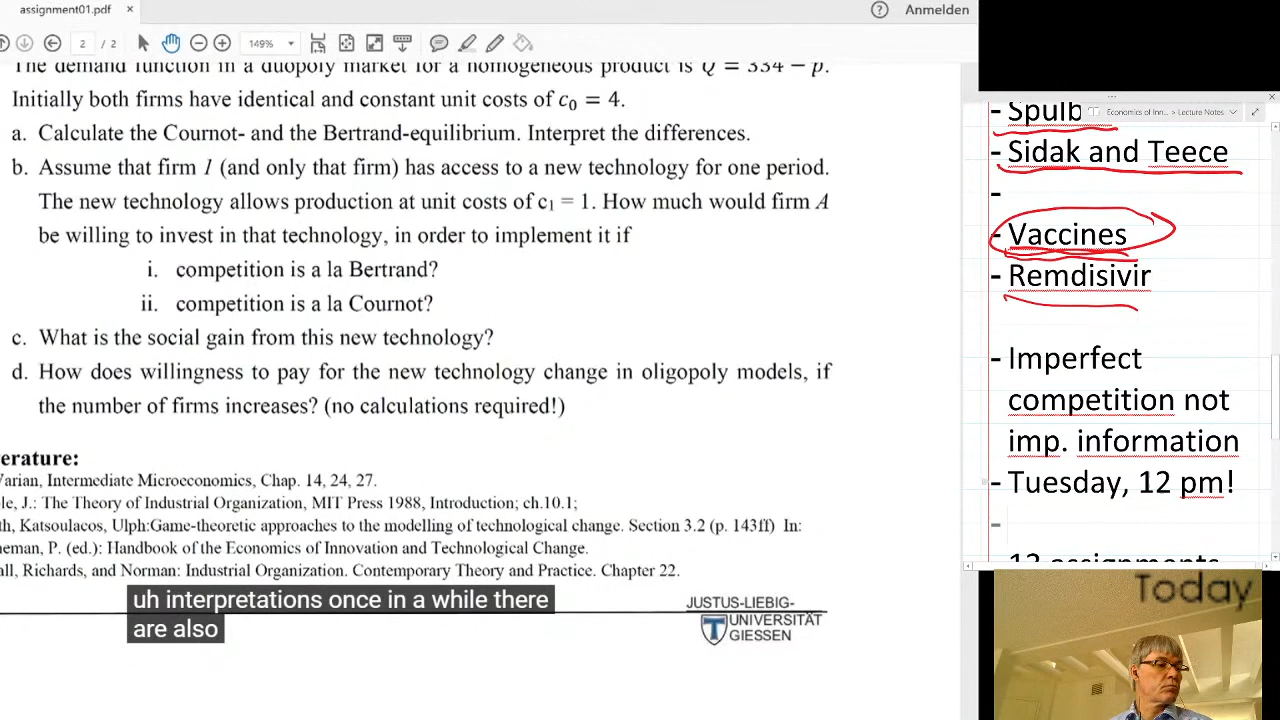 assignment01.pdf
Anmelden
2 / 2
149%
The demand function in a duopoly market for a homogeneous product is Q = 334 − p.
Initially both firms have identical and constant unit costs of c₀ = 4.
a. Calculate the Cournot- and the Bertrand-equilibrium. Interpret the differences.
b. Assume that firm 1 (and only that firm) has access to a new technology for one period.
The new technology allows production at unit costs of c₁ = 1. How much would firm A
be willing to invest in that technology, in order to implement it if
i. competition is a la Bertrand?
ii. competition is a la Cournot?
c. What is the social gain from this new technology?
d. How does willingness to pay for the new technology change in oligopoly models, if
the number of firms increases? (no calculations required!)
erature:
Varian, Intermediate Microeconomics, Chap. 14, 24, 27.
le, J.: The Theory of Industrial Organization, MIT Press 1988, Introduction; ch.10.1;
th, Katsoulacos, Ulph:Game-theoretic approaches to the modelling of technological change. Section 3.2 (p. 143ff) In:
neman, P. (ed.): Handbook of the Economics of Innovation and Technological Change.
all, Richards, and Norman: Industrial Organization. Contemporary Theory and Practice. Chapter 22.
uh interpretations once in a while there
are also
JUSTUS-LIEBIG-
UNIVERSITÄT
GIESSEN
- Spulb
Economics of Inn... > Lecture Notes
- Sidak and Teece
-
- Vaccines
- Remdisivir
- Imperfect
competition not
imp. information
- Tuesday, 12 pm!
-
13 assignments
Today